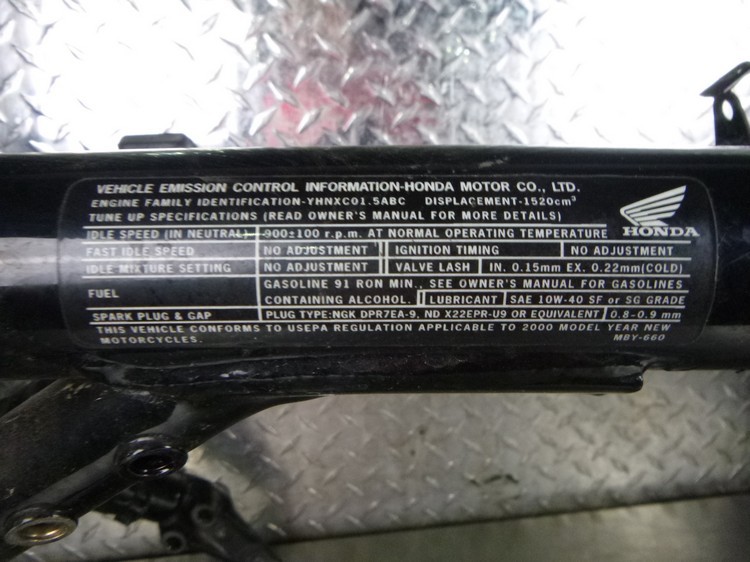 VEHICLE EMISSION CONTROL INFORMATION-HONDA MOTOR CO., LTD.
ENGINE FAMILY IDENTIFICATION-YHNXC01.5ABC DISPLACEMENT-1520cm³
TUNE UP SPECIFICATIONS (READ OWNER'S MANUAL FOR MORE DETAILS)
IDLE SPEED (IN NEUTRAL) 900±100 r.p.m. AT NORMAL OPERATING TEMPERATURE
HONDA
FAST IDLE SPEED NO ADJUSTMENT IGNITION TIMING NO ADJUSTMENT
IDLE MIXTURE SETTING NO ADJUSTMENT VALVE LASH IN. 0.15mm EX. 0.22mm(COLD)
FUEL GASOLINE 91 RON MIN., SEE OWNER'S MANUAL FOR GASOLINES
CONTAINING ALCOHOL. LUBRICANT SAE 10W-40 SF or SG GRADE
SPARK PLUG & GAP PLUG TYPE:NGK DPR7EA-9, ND X22EPR-U9 OR EQUIVALENT 0.8-0.9 mm
THIS VEHICLE CONFORMS TO USEPA REGULATION APPLICABLE TO 2000 MODEL YEAR NEW
MOTORCYCLES. MBY-660